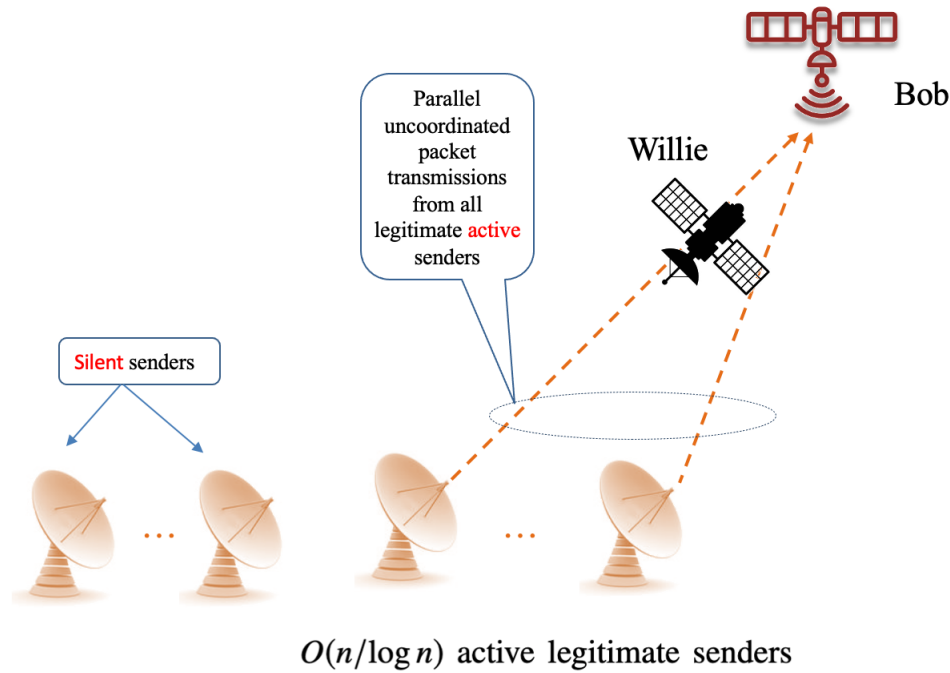 Bob
Willie
Parallel
uncoordinated
packet
transmissions
from all
legitimate active
senders
Silent senders
...
...
O(n/log n) active legitimate senders